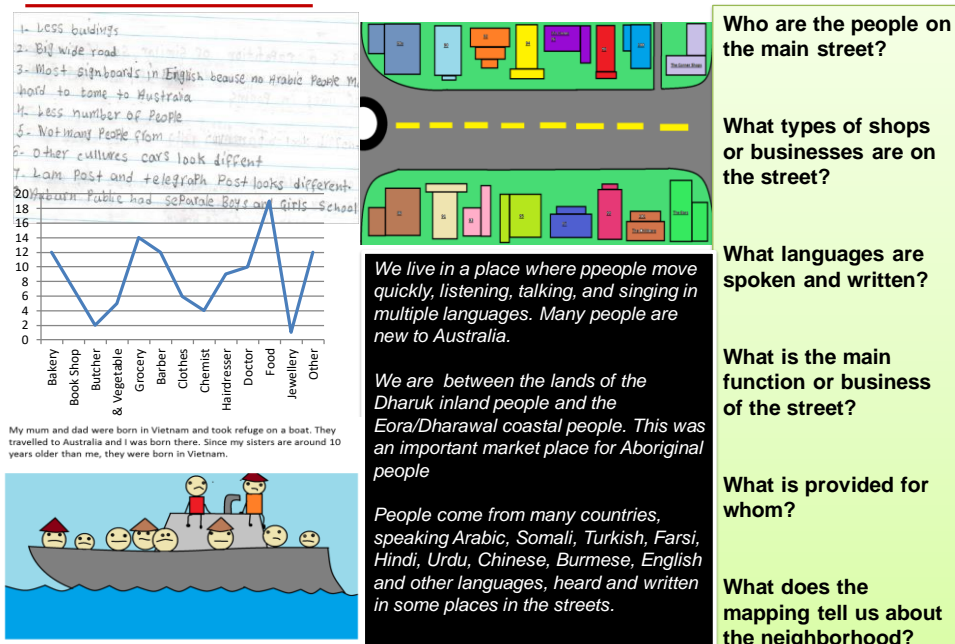 1- Less buidings
2- Big wide road
3- Most signboards in English beause no Arabic People M
hard to tome to Australia
4- Less number of People
5- Not many People from
6- Other cultures cars look diffent
7- Lam Post and telegraph Post looks different.
Auburn Public had separale Boys and Girls School
20
18
16
14
12
10
8
6
4
2
0
Bakery
Book Shop
Butcher
& Vegetable
Grocery
Barber
Clothes
Chemist
Hairdresser
Doctor
Food
Jewellery
Other
My mum and dad were born in Vietnam and took refuge on a boat. They
travelled to Australia and I was born there. Since my sisters are around 10
years older than me, they were born in Vietnam.
We live in a place where ppeople move
quickly, listening, talking, and singing in
multiple languages. Many people are
new to Australia.
We are between the lands of the
Dharuk inland people and the
Eora/Dharawal coastal people. This was
an important market place for Aboriginal
people
People come from many countries,
speaking Arabic, Somali, Turkish, Farsi,
Hindi, Urdu, Chinese, Burmese, English
and other languages, heard and written
in some places in the streets.
Who are the people on
the main street?
What types of shops
or businesses are on
the street?
What languages are
spoken and written?
What is the main
function or business
of the street?
What is provided for
whom?
What does the
mapping tell us about
the neighborhood?